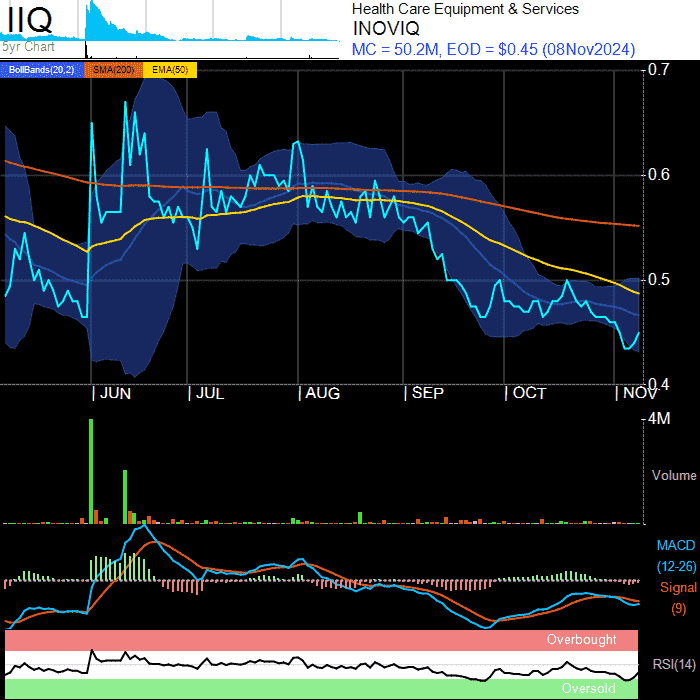 IIQ
5yr Chart
Health Care Equipment & Services
INOVIQ
MC = 50.2M, EOD = $0.45 (08Nov2024)
BollBands(20,2) SMA(200) EMA(50)
0.7
0.6
0.5
0.4
| JUN | JUL | AUG | SEP | OCT | NOV
4M
Volume
MACD
(12-26)
Signal
(9)
Overbought
RSI(14)
Oversold